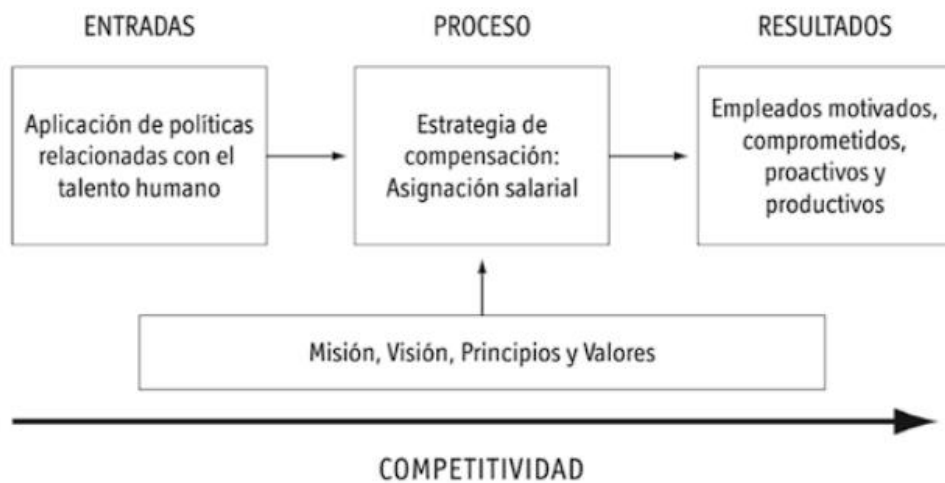 ENTRADAS
PROCESO
RESULTADOS
Aplicación de políticas
relacionadas con el
talento humano
Estrategia de
compensación:
Asignación salarial
Empleados motivados,
comprometidos,
proactivos y
productivos
Misión, Visión, Principios y Valores
COMPETITIVIDAD